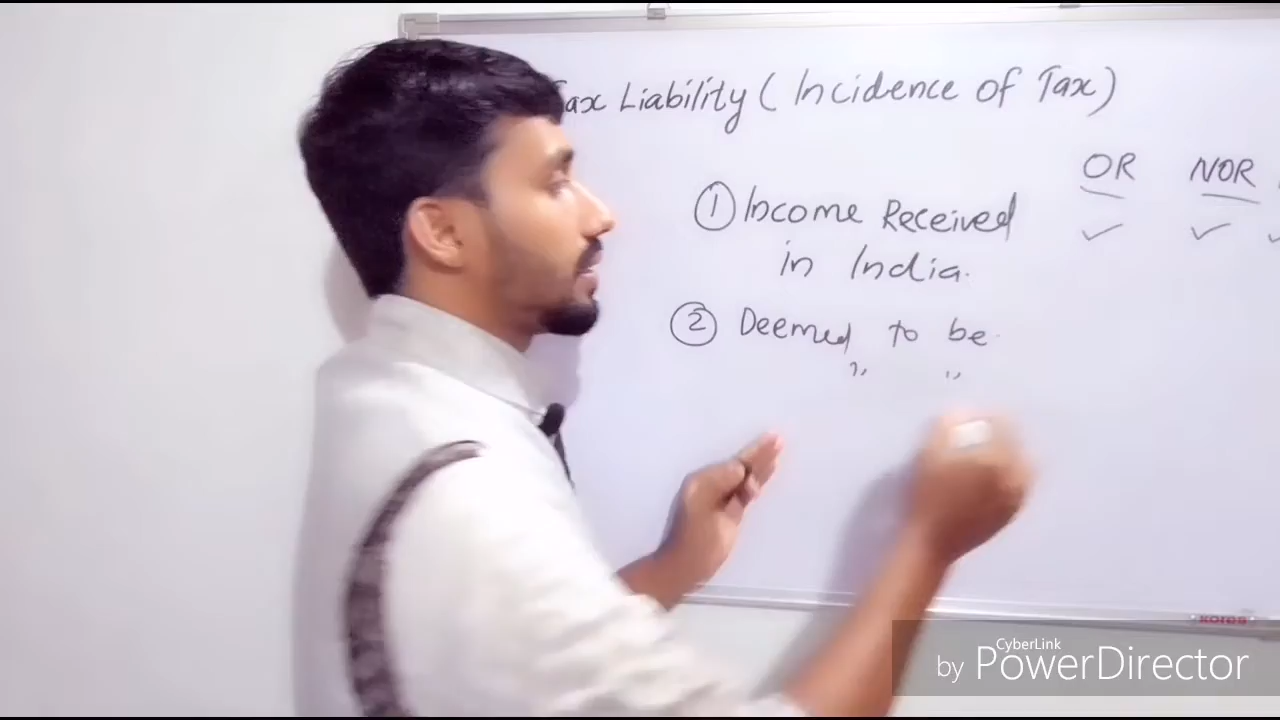 Tax Liability ( Incidence of Tax )
OR NOR
① Income Received
✓ ✓ ✓
in India.
② Deemed to be
" "
KORES
CyberLink
by PowerDirector